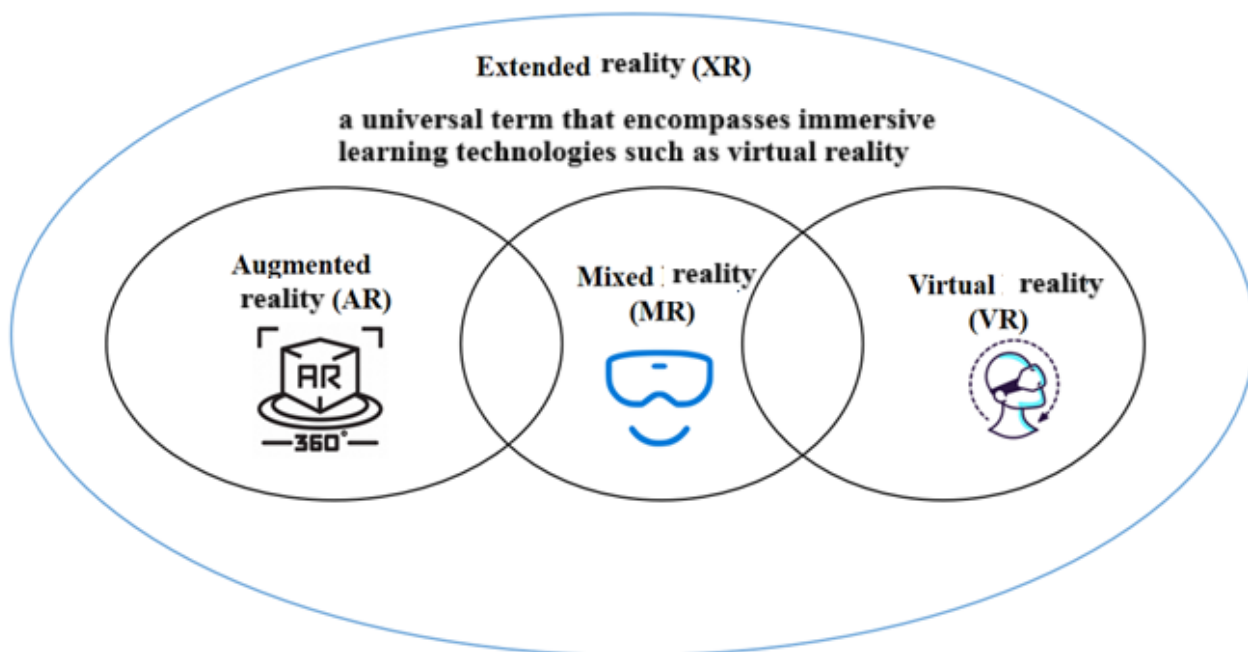 Extended reality (XR)
a universal term that encompasses immersive
learning technologies such as virtual reality
Augmented
reality (AR)
AR
360°
Mixed reality
(MR)
Virtual reality
(VR)